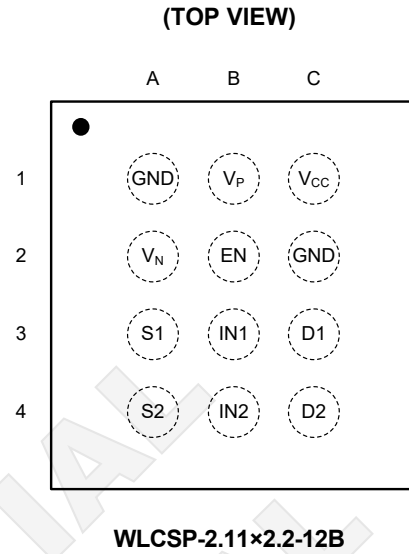 (TOP VIEW)
A B C
1 GND VP VCC
2 VN EN GND
3 S1 IN1 D1
4 S2 IN2 D2
WLCSP-2.11×2.2-12B